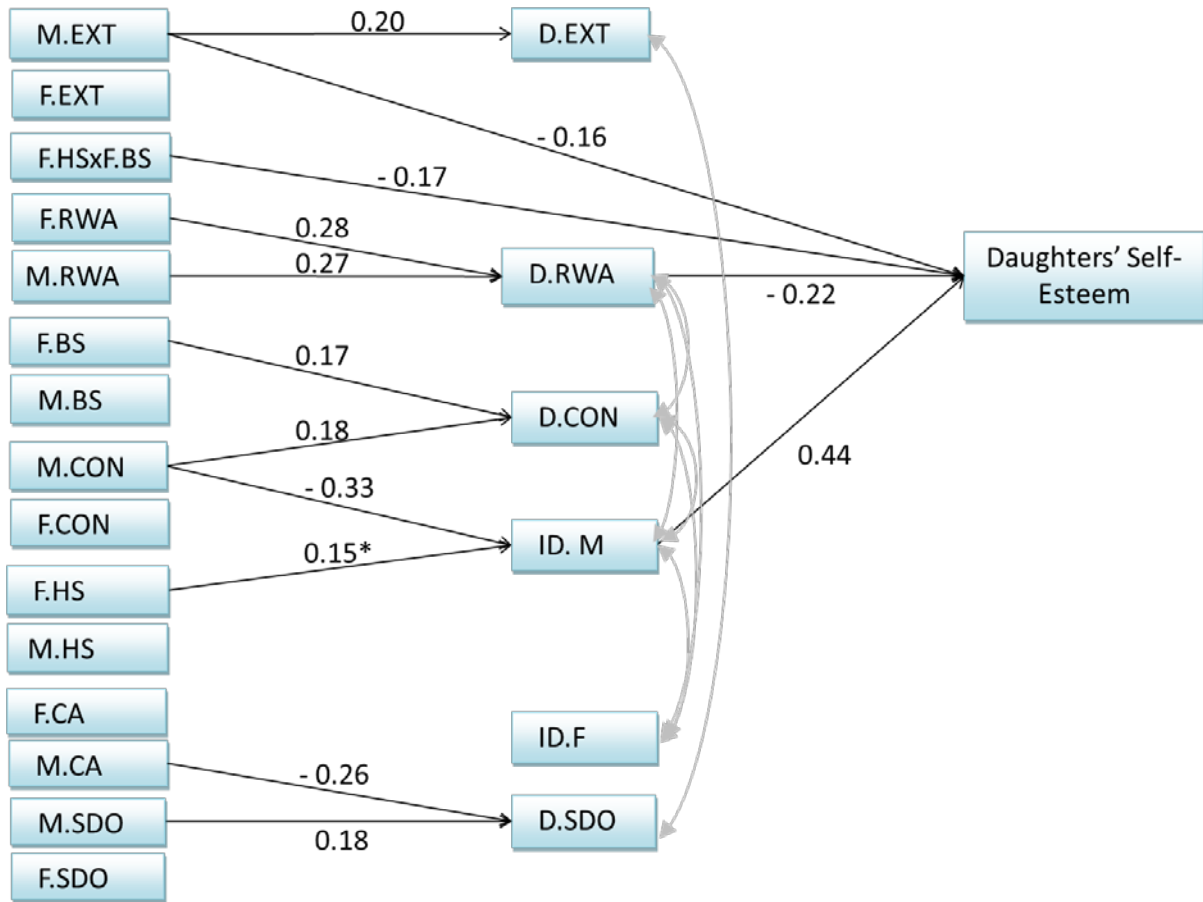 M.EXT
0.20
D.EXT
F.EXT
- 0.16
F.HSxF.BS
- 0.17
F.RWA
0.28
M.RWA
0.27
D.RWA
- 0.22
Daughters' Self-
Esteem
F.BS
0.17
M.BS
D.CON
0.18
M.CON
0.44
- 0.33
F.CON
ID. M
0.15*
F.HS
M.HS
F.CA
ID.F
M.CA
- 0.26
M.SDO
D.SDO
0.18
F.SDO